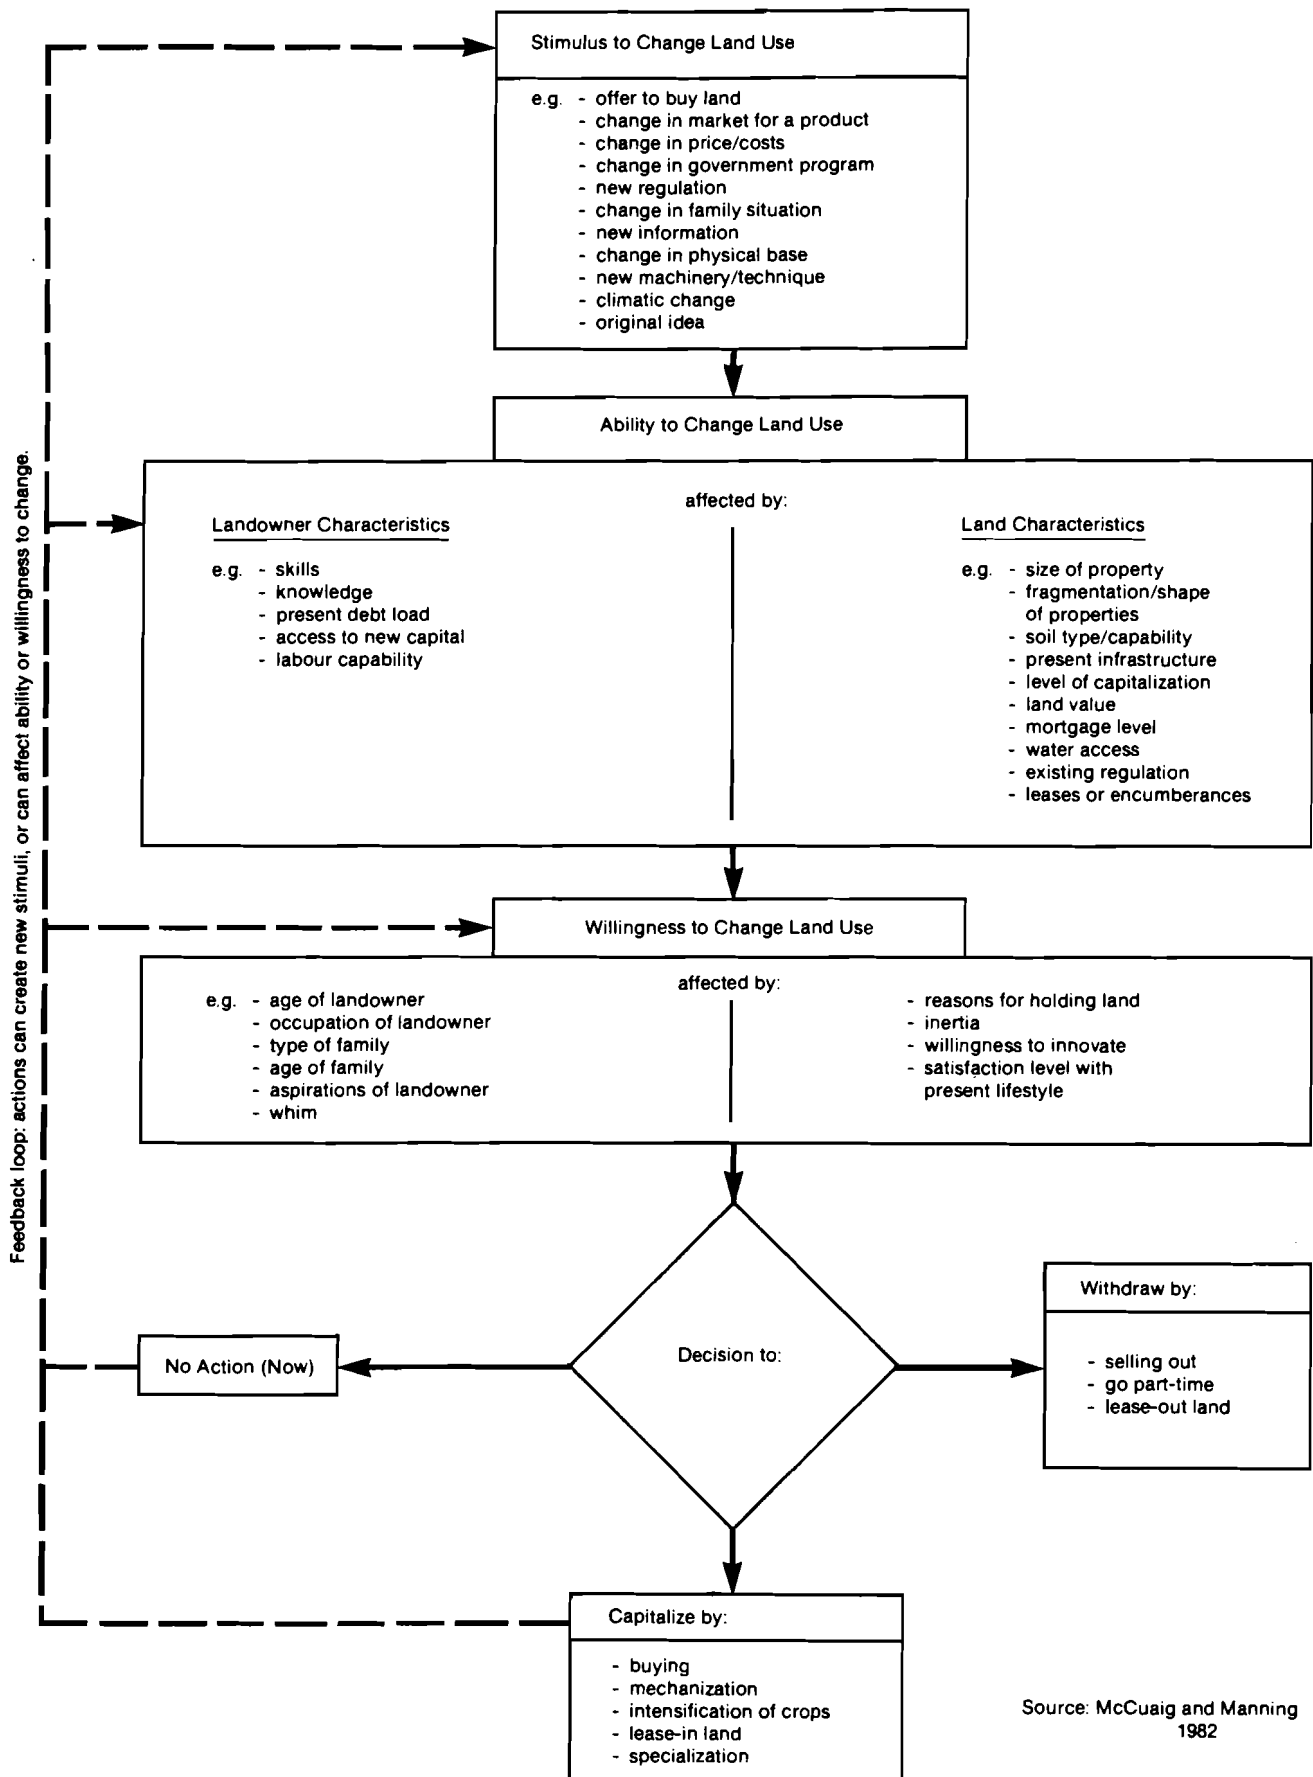 Stimulus to Change Land Use
e.g. - offer to buy land
- change in market for a product
- change in price/costs
- change in government program
- new regulation
- change in family situation
- new information
- change in physical base
- new machinery/technique
- climatic change
- original idea
Ability to Change Land Use
affected by:
Landowner Characteristics
e.g. - skills
- knowledge
- present debt load
- access to new capital
- labour capability
Land Characteristics
e.g. - size of property
- fragmentation/shape
of properties
- soil type/capability
- present infrastructure
- level of capitalization
- land value
- mortgage level
- water access
- existing regulation
- leases or encumberances
Willingness to Change Land Use
affected by:
e.g. - age of landowner
- occupation of landowner
- type of family
- age of family
- aspirations of landowner
- whim
- reasons for holding land
- inertia
- willingness to innovate
- satisfaction level with
present lifestyle
Feedback loop: actions can create new stimuli, or can affect ability or willingness to change.
No Action (Now)
Decision to:
Withdraw by:
- selling out
- go part-time
- lease-out land
Capitalize by:
- buying
- mechanization
- intensification of crops
- lease-in land
- specialization
Source: McCuaig and Manning
1982